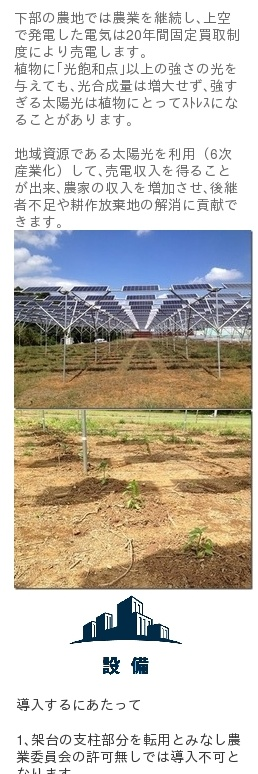 下部の農地では農業を継続し、上空
で発電した電気は20年間固定買取制
度により売電します。
植物に「光飽和点」以上の強さの光を
与えても、光合成量は増大せず、強す
ぎる太陽光は植物にとってｽﾄﾚｽにな
ることがあります。
地域資源である太陽光を利用（6次
産業化）して、売電収入を得ること
が出来、農家の収入を増加させ、後継
者不足や耕作放棄地の解消に貢献で
きます。
設備
導入するにあたって
1、架台の支柱部分を転用とみなし農
業委員会の許可無しでは導入不可と
なります